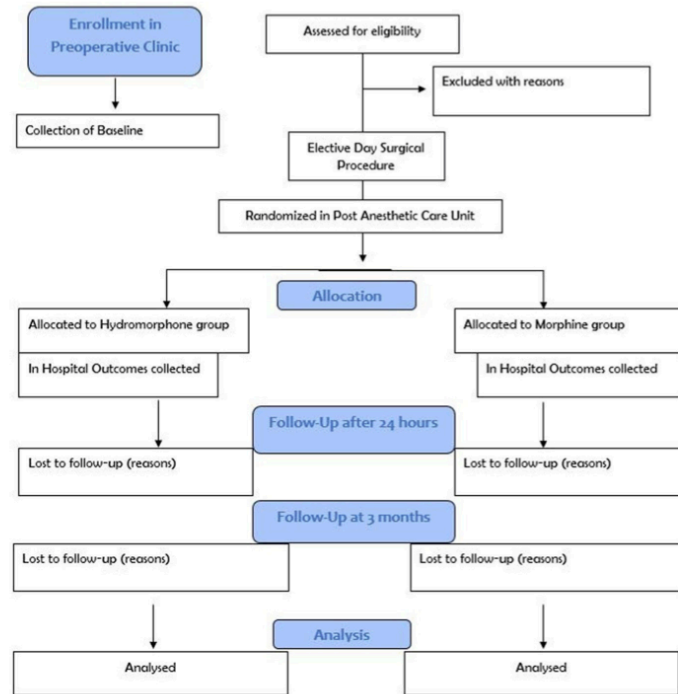 Enrollment in
Preoperative Clinic
Assessed for eligibility
Excluded with reasons
Collection of Baseline
Elective Day Surgical
Procedure
Randomized in Post Anesthetic Care Unit
Allocation
Allocated to Hydromorphone group
Allocated to Morphine group
In Hospital Outcomes collected
In Hospital Outcomes collected
Follow-Up after 24 hours
Lost to follow-up (reasons)
Lost to follow-up (reasons)
Follow-Up at 3 months
Lost to follow-up (reasons)
Lost to follow-up (reasons)
Analysis
Analysed
Analysed